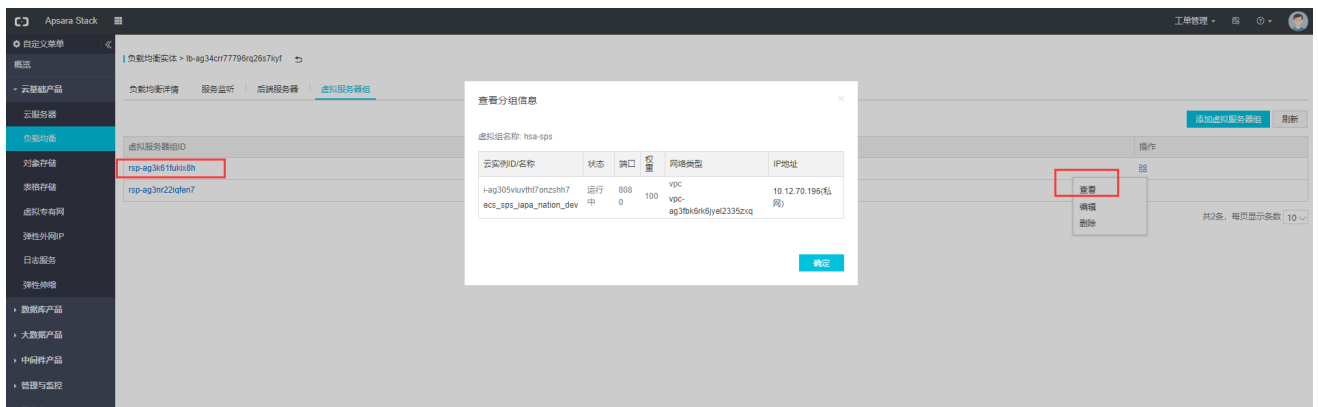 Apsara Stack
工单管理
自定义菜单
概览
云基础产品
云服务器
负载均衡
对象存储
表格存储
虚拟专有网
弹性外网IP
日志服务
弹性伸缩
数据库产品
大数据产品
中间件产品
管理与监控
负载均衡实体 > lb-ag34crr77796rq26s7kyf
负载均衡详情 服务监听 后端服务器 虚拟服务器组
添加虚拟服务器组 刷新
虚拟服务器组ID 操作
rsp-ag3k61fukix8h
rsp-ag3nr22iqfen7
查看
编辑
删除
共2条，每页显示条数 10
查看分组信息 ×
虚拟组名称: hsa-sps
云实例ID/名称 状态 端口 权重 网络类型 IP地址
i-ag305viuvtht7onzshh7
ecs_sps_iapa_nation_dev
运行
中
808
0
100
vpc
vpc-
ag3fbk6rk6jyel2335zxq
10.12.70.196(私
网)
确定